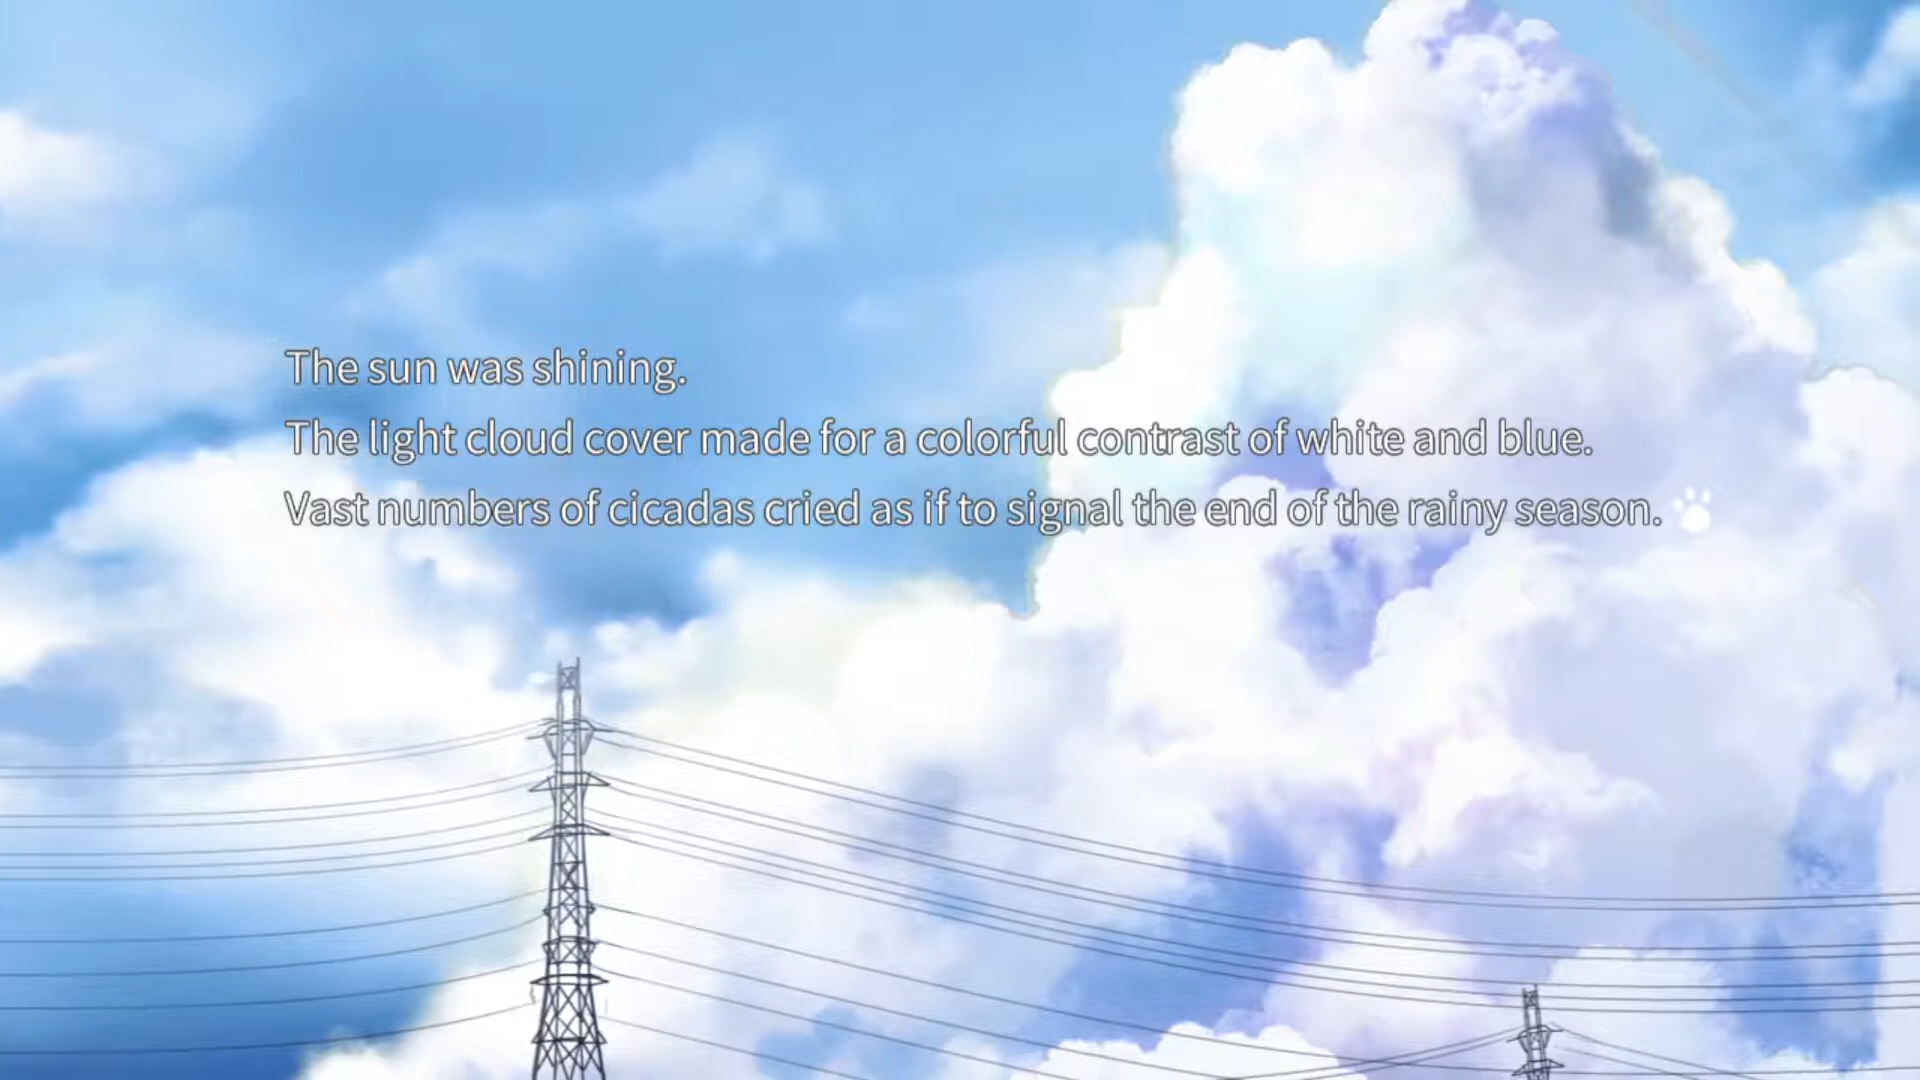 The sun was shining.
The light cloud cover made for a colorful contrast of white and blue.
Vast numbers of cicadas cried as if to signal the end of the rainy season.